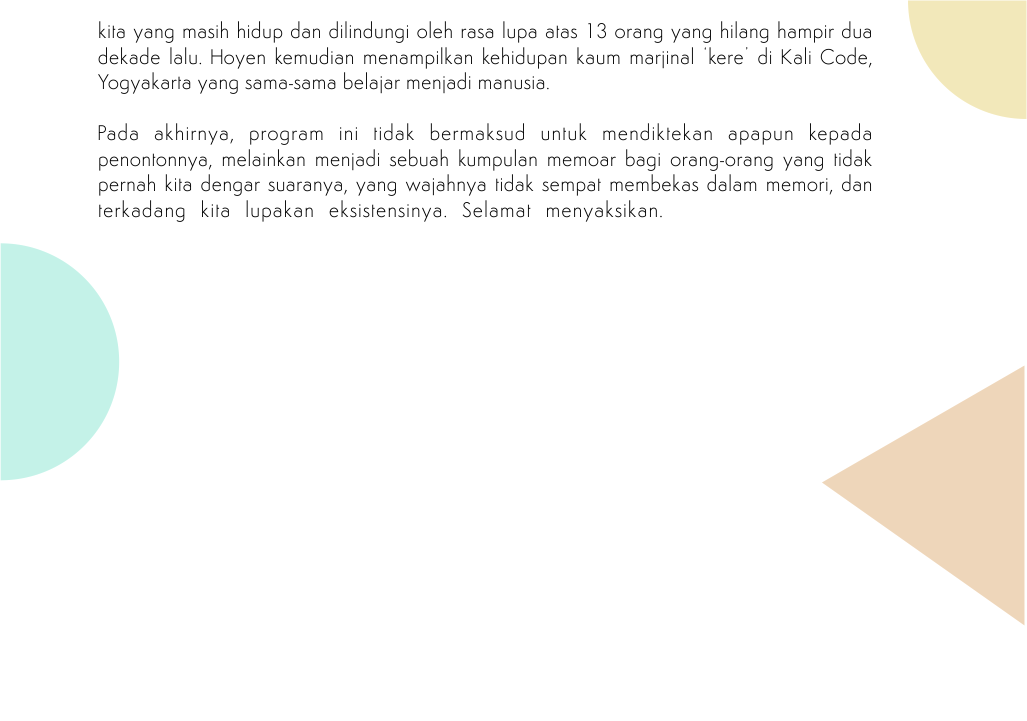 kita yang masih hidup dan dilindungi oleh rasa lupa atas 13 orang yang hilang hampir dua
dekade lalu. Hoyen kemudian menampilkan kehidupan kaum marjinal 'kere' di Kali Code,
Yogyakarta yang sama-sama belajar menjadi manusia.
Pada akhirnya, program ini tidak bermaksud untuk mendiktekan apapun kepada
penontonnya, melainkan menjadi sebuah kumpulan memoar bagi orang-orang yang tidak
pernah kita dengar suaranya, yang wajahnya tidak sempat membekas dalam memori, dan
terkadang kita lupakan eksistensinya. Selamat menyaksikan.